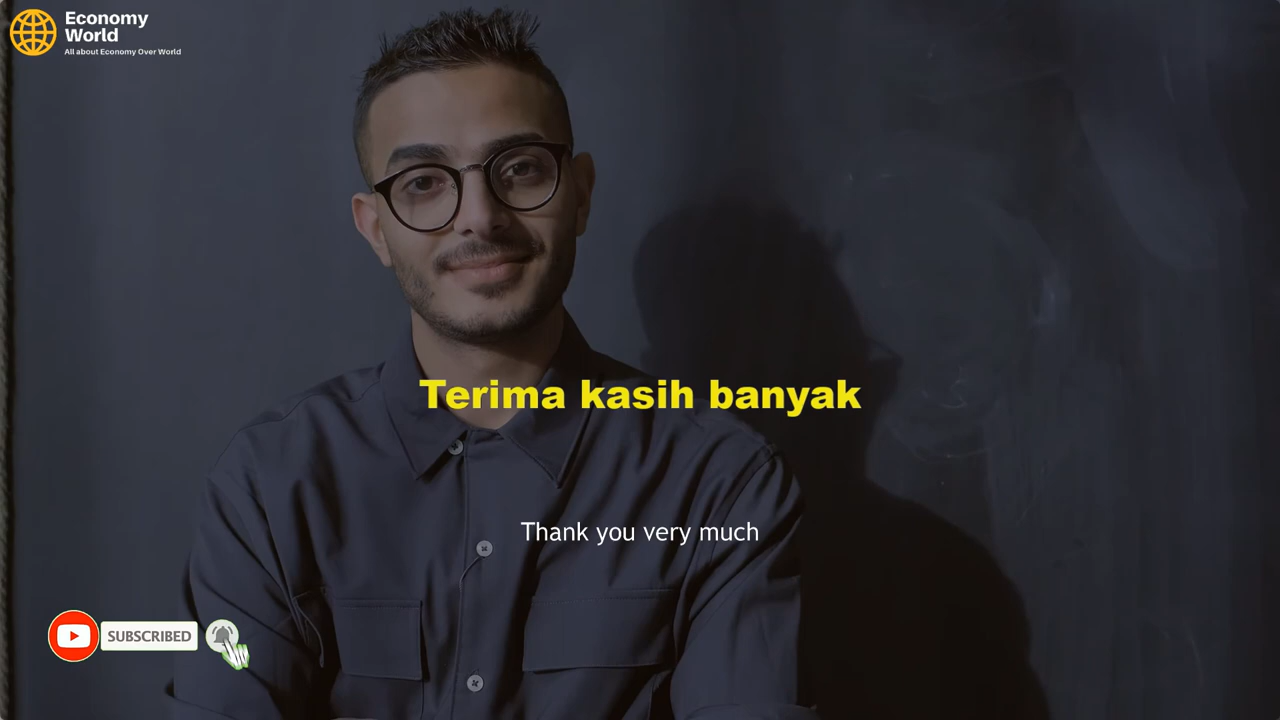 Economy
World
All about Economy Over World
Terima kasih banyak
Thank you very much
SUBSCRIBED